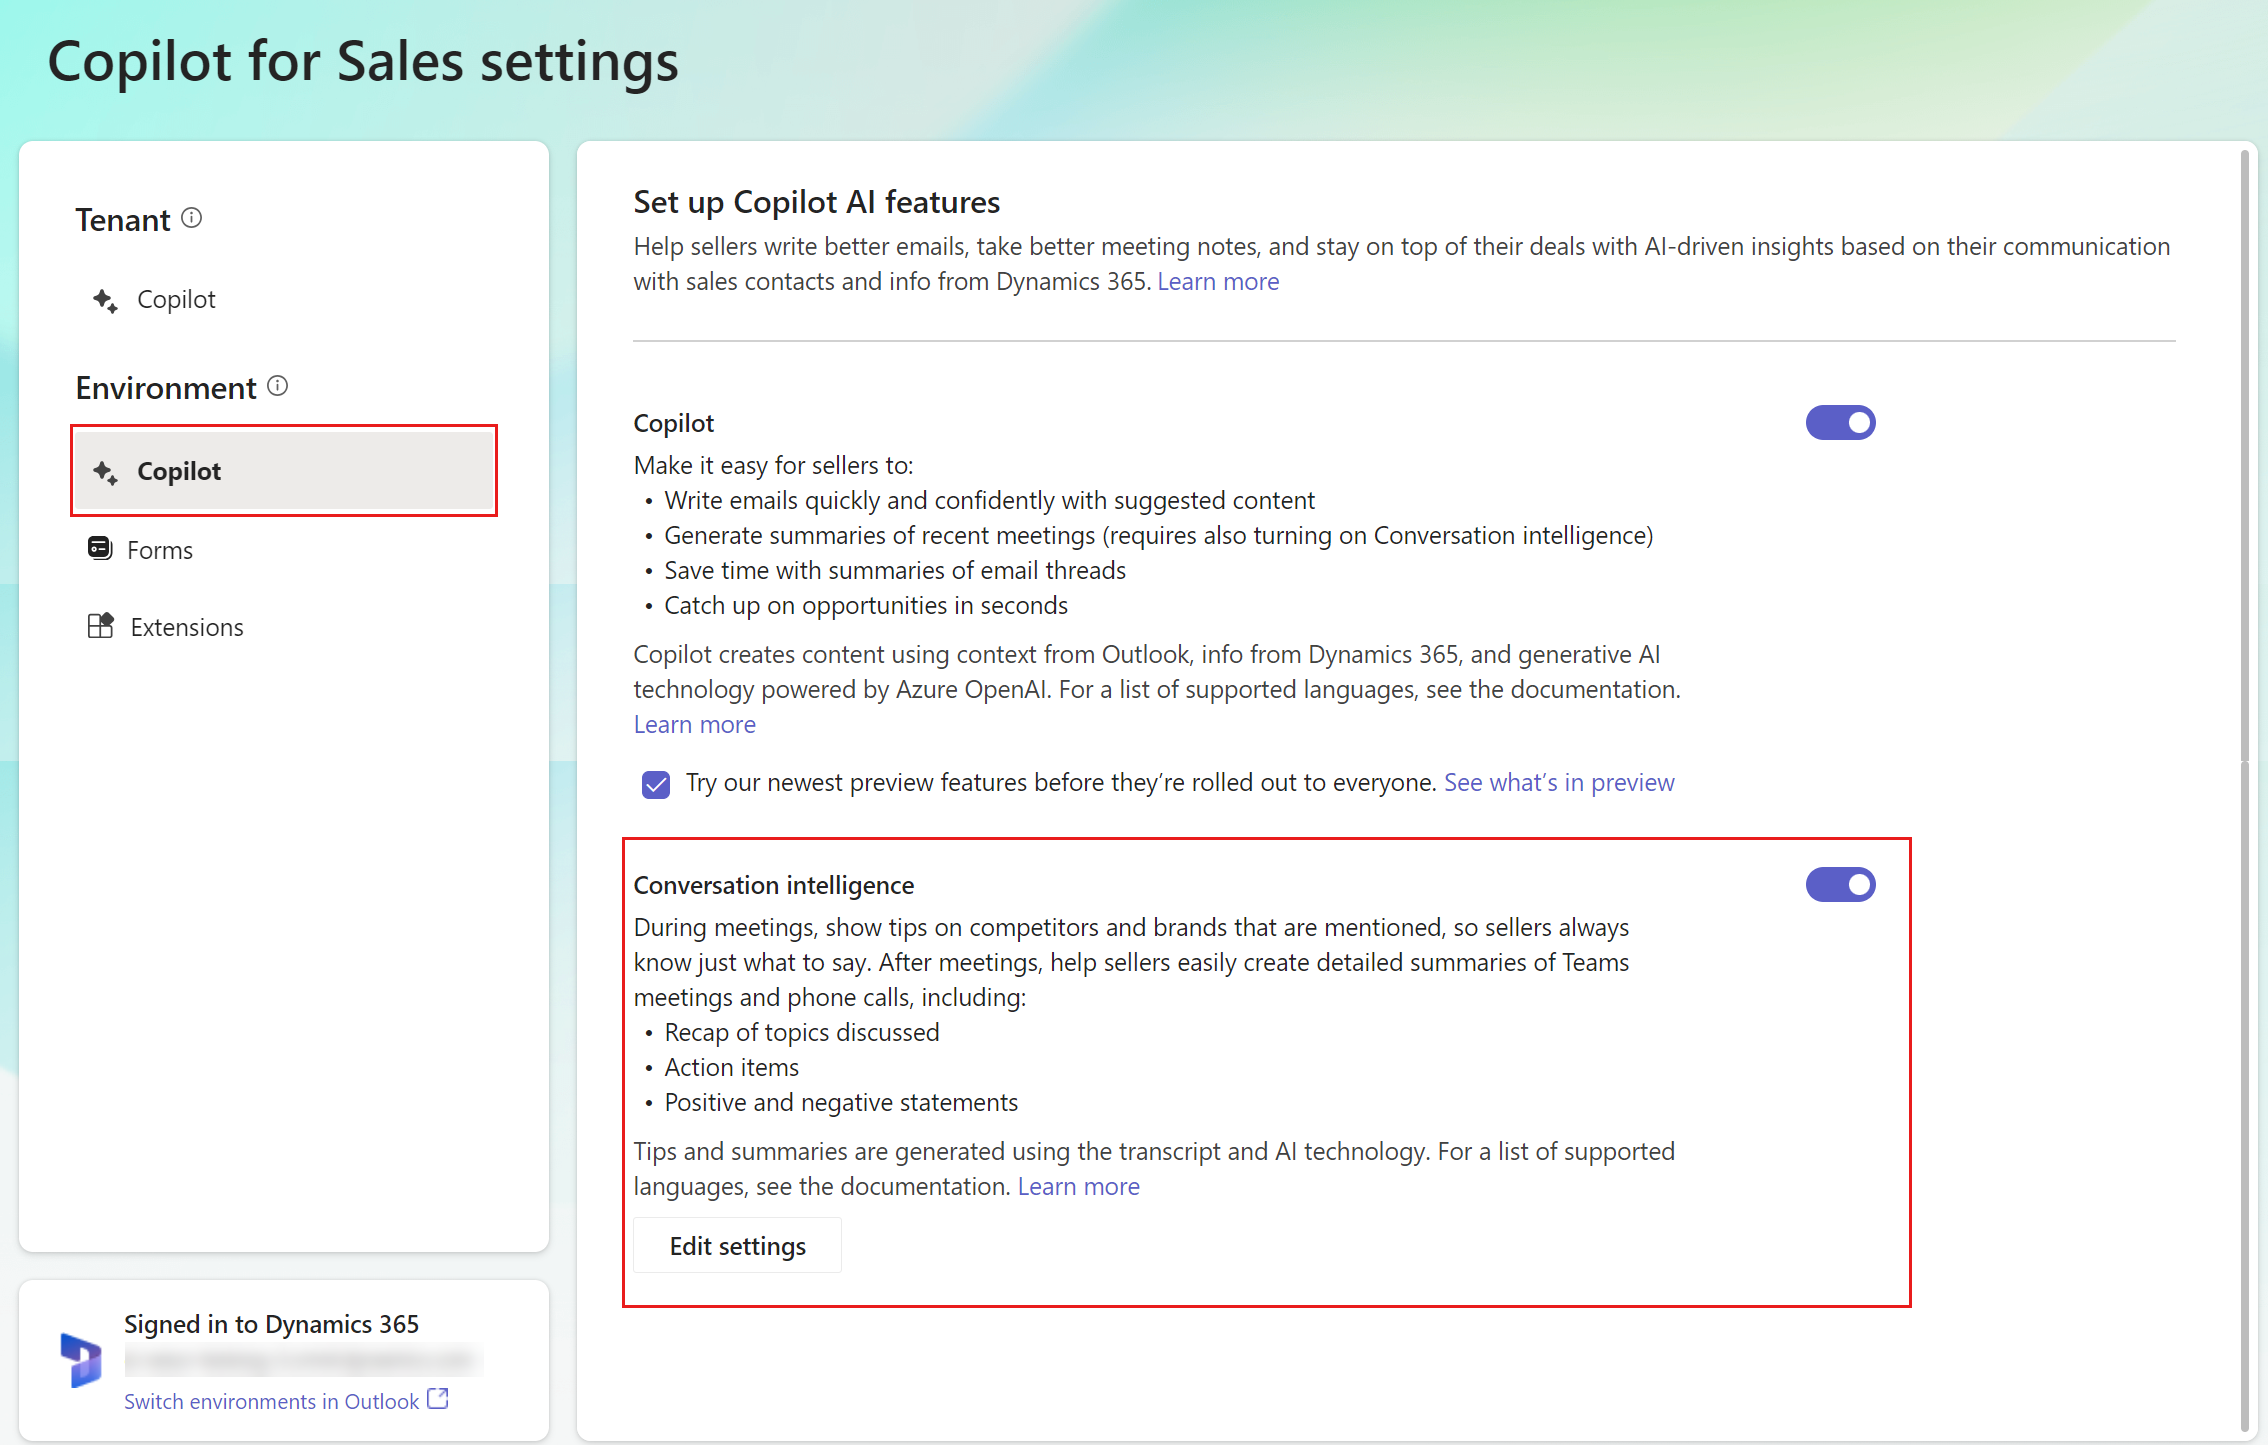 Copilot for Sales settings
Tenant
Copilot
Environment
Copilot
Forms
Extensions
Signed in to Dynamics 365
Switch environments in Outlook
Set up Copilot AI features
Help sellers write better emails, take better meeting notes, and stay on top of their deals with AI-driven insights based on their communication
with sales contacts and info from Dynamics 365. Learn more
Copilot
Make it easy for sellers to:
• Write emails quickly and confidently with suggested content
• Generate summaries of recent meetings (requires also turning on Conversation intelligence)
• Save time with summaries of email threads
• Catch up on opportunities in seconds
Copilot creates content using context from Outlook, info from Dynamics 365, and generative AI
technology powered by Azure OpenAI. For a list of supported languages, see the documentation.
Learn more
Try our newest preview features before they’re rolled out to everyone. See what’s in preview
Conversation intelligence
During meetings, show tips on competitors and brands that are mentioned, so sellers always
know just what to say. After meetings, help sellers easily create detailed summaries of Teams
meetings and phone calls, including:
• Recap of topics discussed
• Action items
• Positive and negative statements
Tips and summaries are generated using the transcript and AI technology. For a list of supported
languages, see the documentation. Learn more
Edit settings